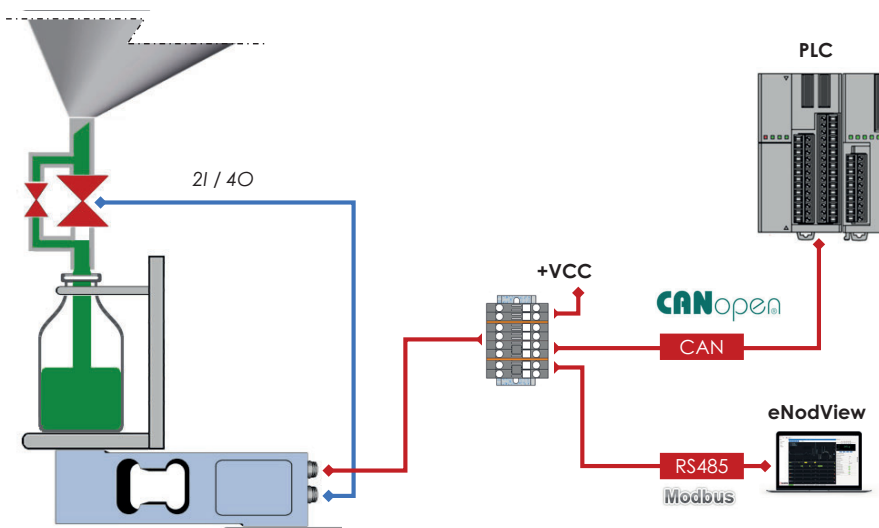 PLC
2I / 4O
+VCC
CANopen®
CAN
eNodView
RS485
Modbus